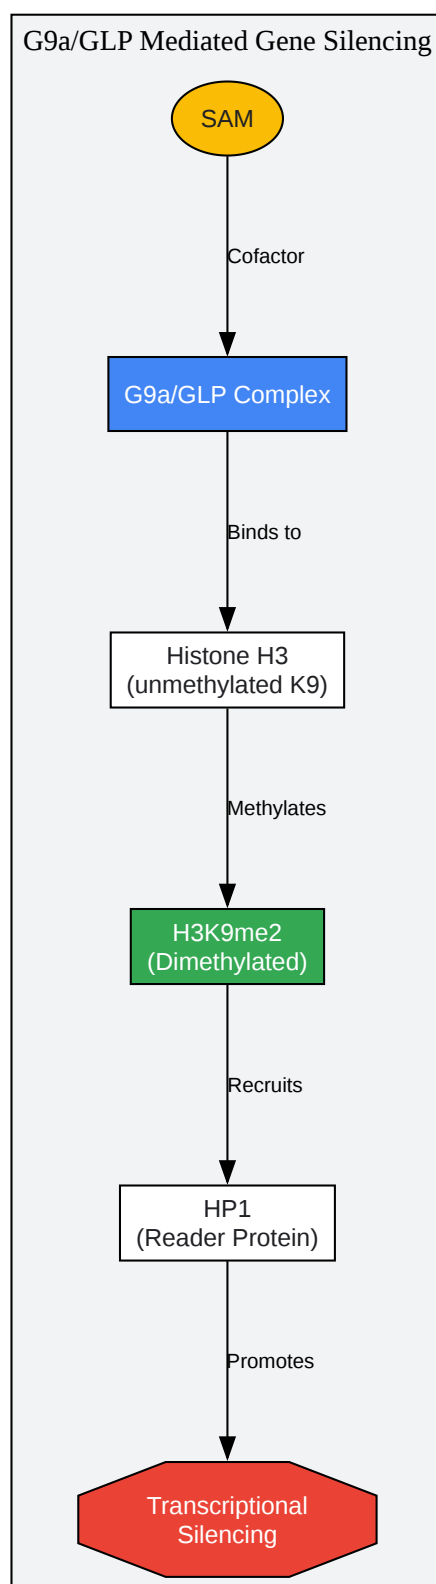 G9a/GLP Mediated Gene Silencing
SAM
Cofactor
G9a/GLP Complex
Binds to
Histone H3
(unmethylated K9)
Methylates
H3K9me2
(Dimethylated)
Recruits
HP1
(Reader Protein)
Promotes
Transcriptional
Silencing